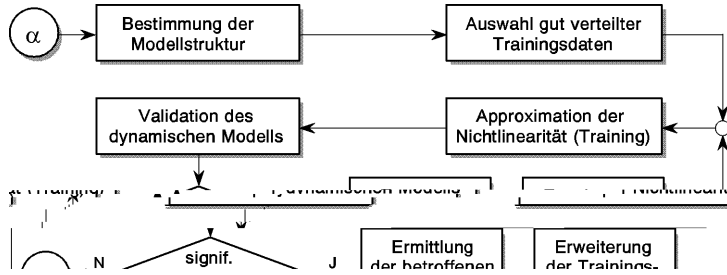 α
Bestimmung der
Modellstruktur
Auswahl gut verteilter
Trainingsdaten
Validation des
dynamischen Modells
Approximation der
Nichtlinearität (Training)
N
signif.
J
Ermittlung
der betroffenen
Erweiterung
der Trainings-